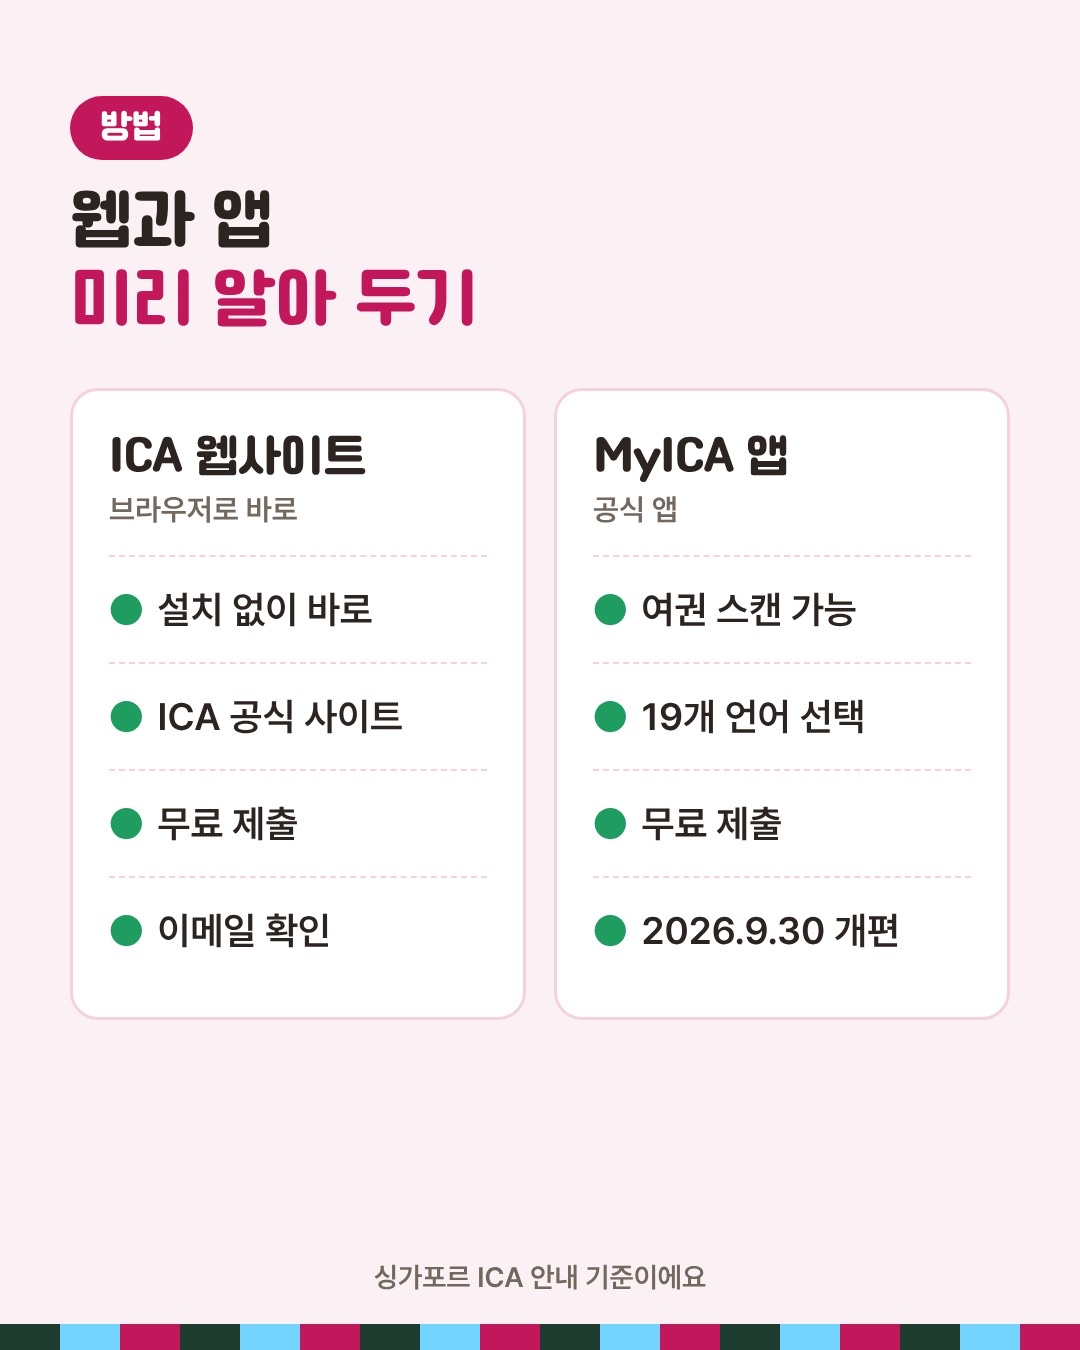 방법
웹과 앱
미리 알아 두기
ICA 웹사이트
브라우저로 바로
설치 없이 바로
ICA 공식 사이트
무료 제출
이메일 확인
MyICA 앱
공식 앱
여권 스캔 가능
19개 언어 선택
무료 제출
2026.9.30 개편
싱가포르 ICA 안내 기준이에요